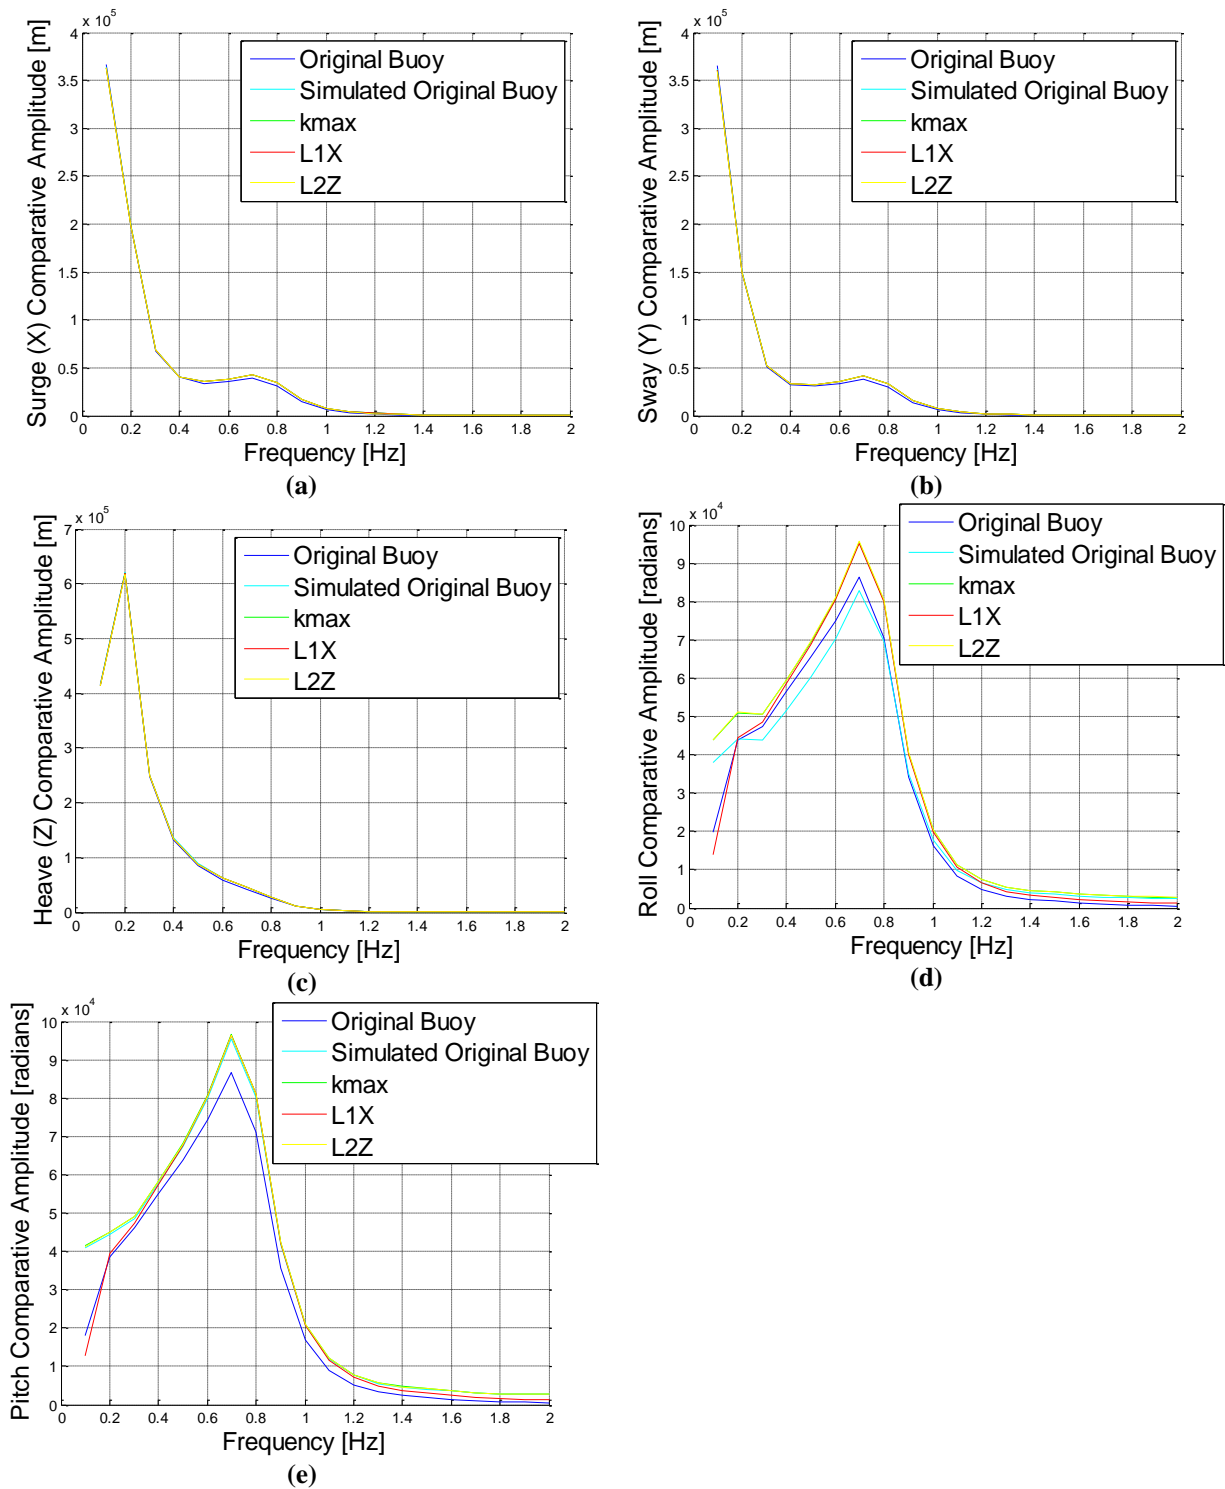 x 10^5
Surge (X) Comparative Amplitude [m]
4
3.5
3
2.5
2
1.5
1
0.5
0
Original Buoy
Simulated Original Buoy
kmax
L1X
L2Z
0 0.2 0.4 0.6 0.8 1 1.2 1.4 1.6 1.8 2
Frequency [Hz]
(a)
x 10^5
Sway (Y) Comparative Amplitude [m]
4
3.5
3
2.5
2
1.5
1
0.5
0
Original Buoy
Simulated Original Buoy
kmax
L1X
L2Z
0 0.2 0.4 0.6 0.8 1 1.2 1.4 1.6 1.8 2
Frequency [Hz]
(b)
x 10^5
Heave (Z) Comparative Amplitude [m]
7
6
5
4
3
2
1
0
Original Buoy
Simulated Original Buoy
kmax
L1X
L2Z
0 0.2 0.4 0.6 0.8 1 1.2 1.4 1.6 1.8 2
Frequency [Hz]
(c)
x 10^4
Roll Comparative Amplitude [radians]
10
9
8
7
6
5
4
3
2
1
0
Original Buoy
Simulated Original Buoy
kmax
L1X
L2Z
0 0.2 0.4 0.6 0.8 1 1.2 1.4 1.6 1.8 2
Frequency [Hz]
(d)
x 10^4
Pitch Comparative Amplitude [radians]
10
9
8
7
6
5
4
3
2
1
0
Original Buoy
Simulated Original Buoy
kmax
L1X
L2Z
0 0.2 0.4 0.6 0.8 1 1.2 1.4 1.6 1.8 2
Frequency [Hz]
(e)